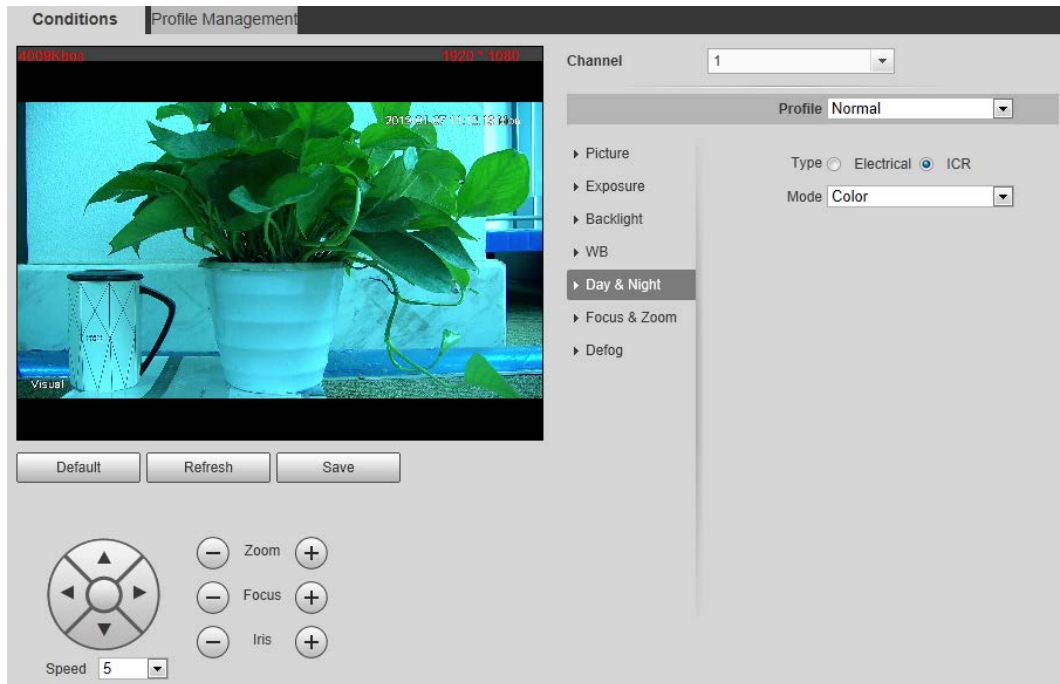 Conditions Profile Management
4009Kbps 1920 * 1080
Channel 1
Profile Normal
Picture
Exposure
Backlight
WB
Day & Night
Focus & Zoom
Defog
Type Electrical ICR
Mode Color
Visual
Default Refresh Save
Zoom
Focus
Iris
Speed 5